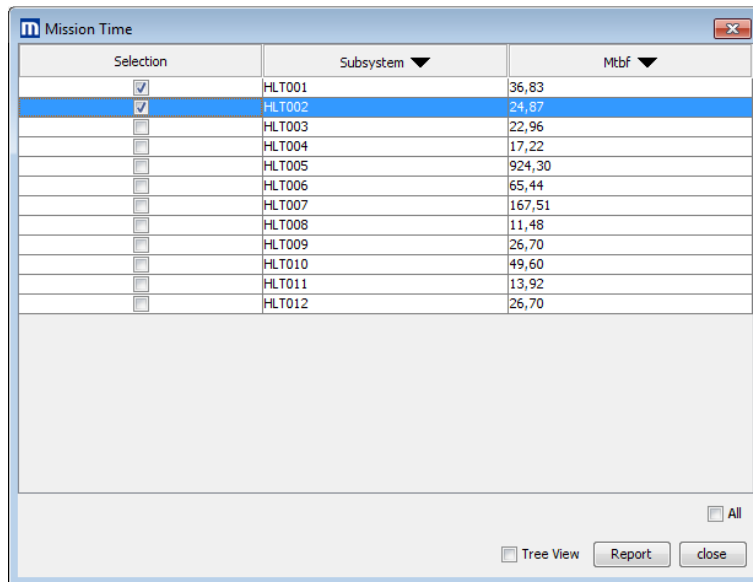 m Mission Time
Selection Subsystem Mtbf
HLT001 36,83
HLT002 24,87
HLT003 22,96
HLT004 17,22
HLT005 924,30
HLT006 65,44
HLT007 167,51
HLT008 11,48
HLT009 26,70
HLT010 49,60
HLT011 13,92
HLT012 26,70
All
Tree View Report close